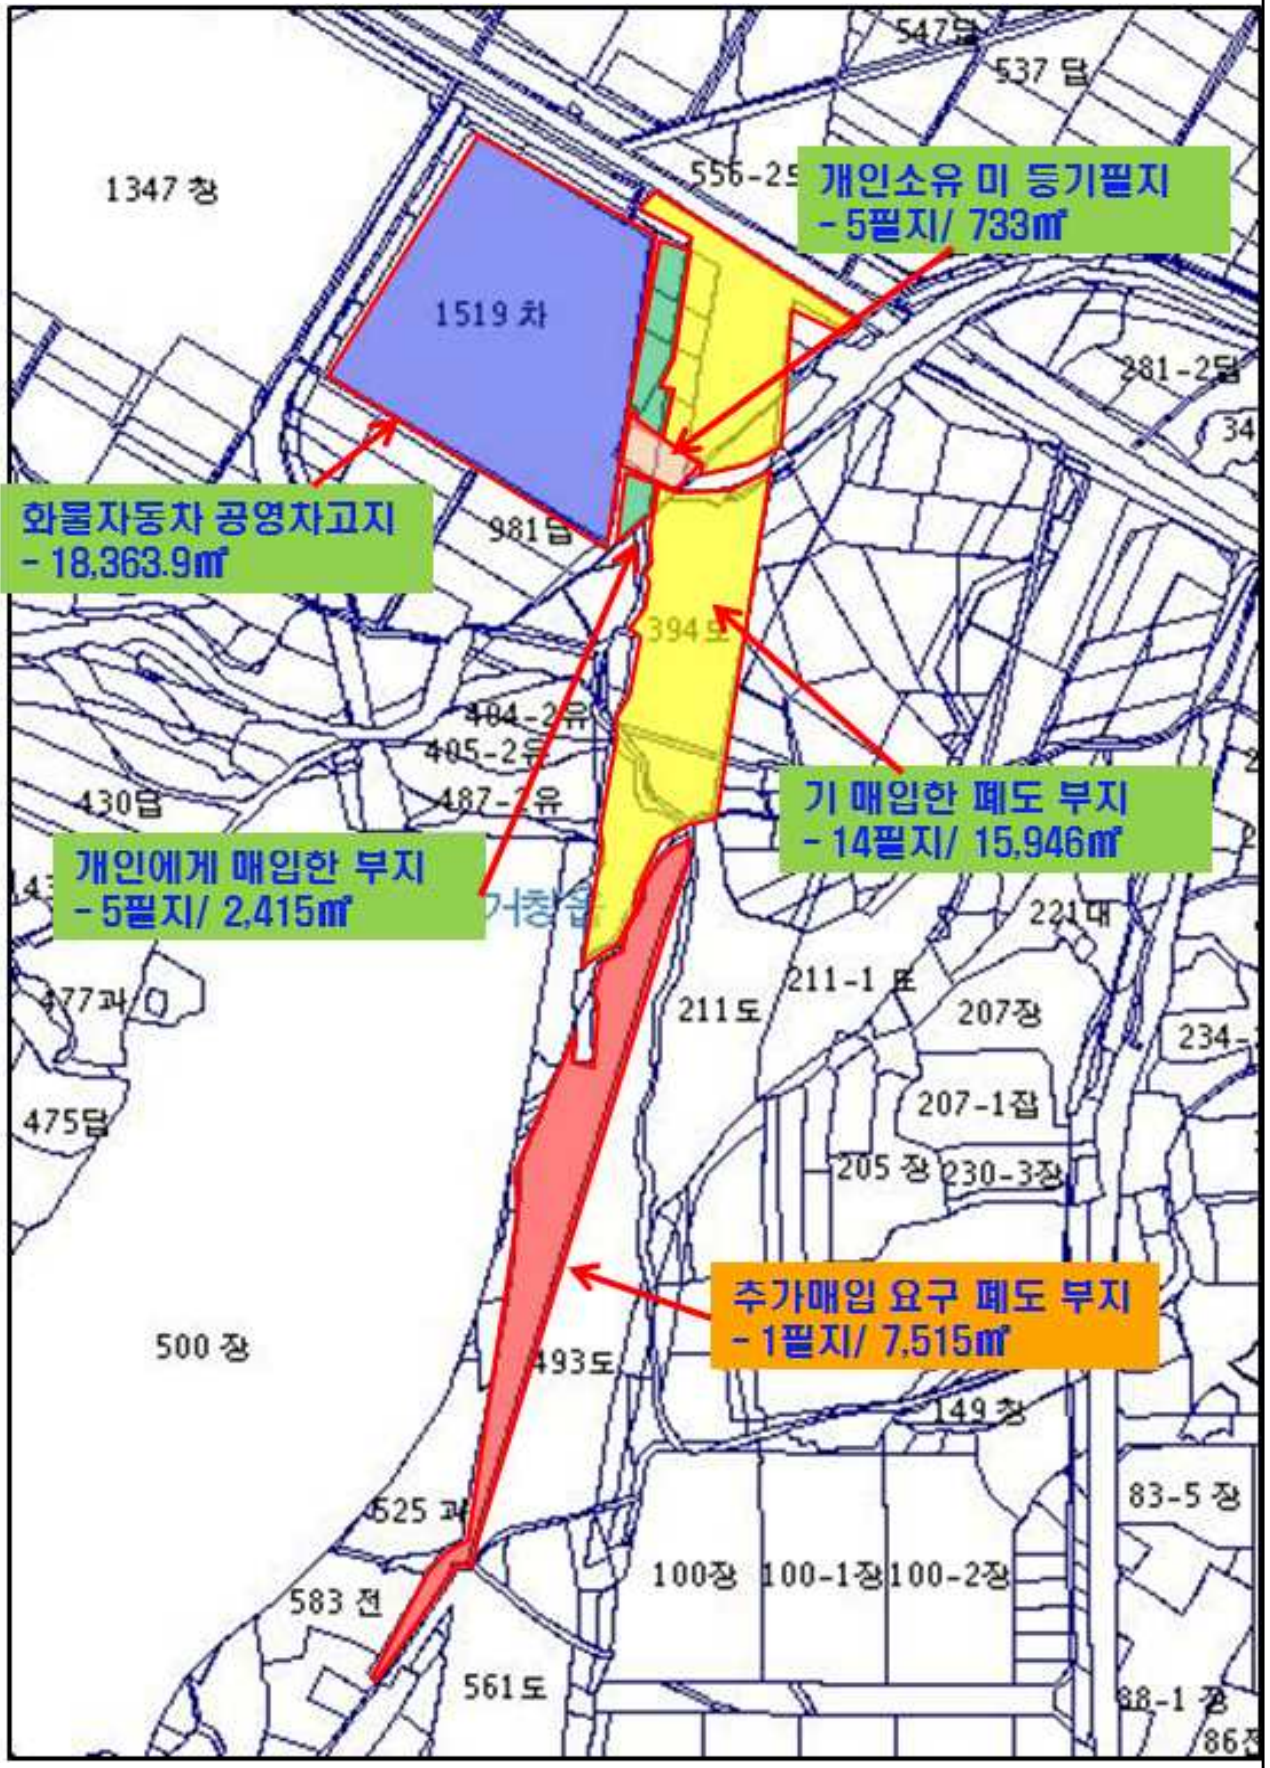 547답
537 답
556-2도
개인소유 미 등기필지
- 5필지/ 733㎡
1347 창
1519 차
281-2답
34
화물자동차 공영차고지
- 18,363.9㎡
981답
394도
484-2유
405-2유
487-2유
430답
기 매입한 폐도 부지
- 14필지/ 15,946㎡
개인에게 매입한 부지
- 5필지/ 2,415㎡
거창읍
221대
477과
211도
211-1 도
207장
234-
475답
207-1잡
205 장
230-3장
추가매입 요구 폐도 부지
- 1필지/ 7,515㎡
500 장
493도
149 창
525 과
83-5 장
583 전
100장
100-1장
100-2장
561도
88-1 장
86전